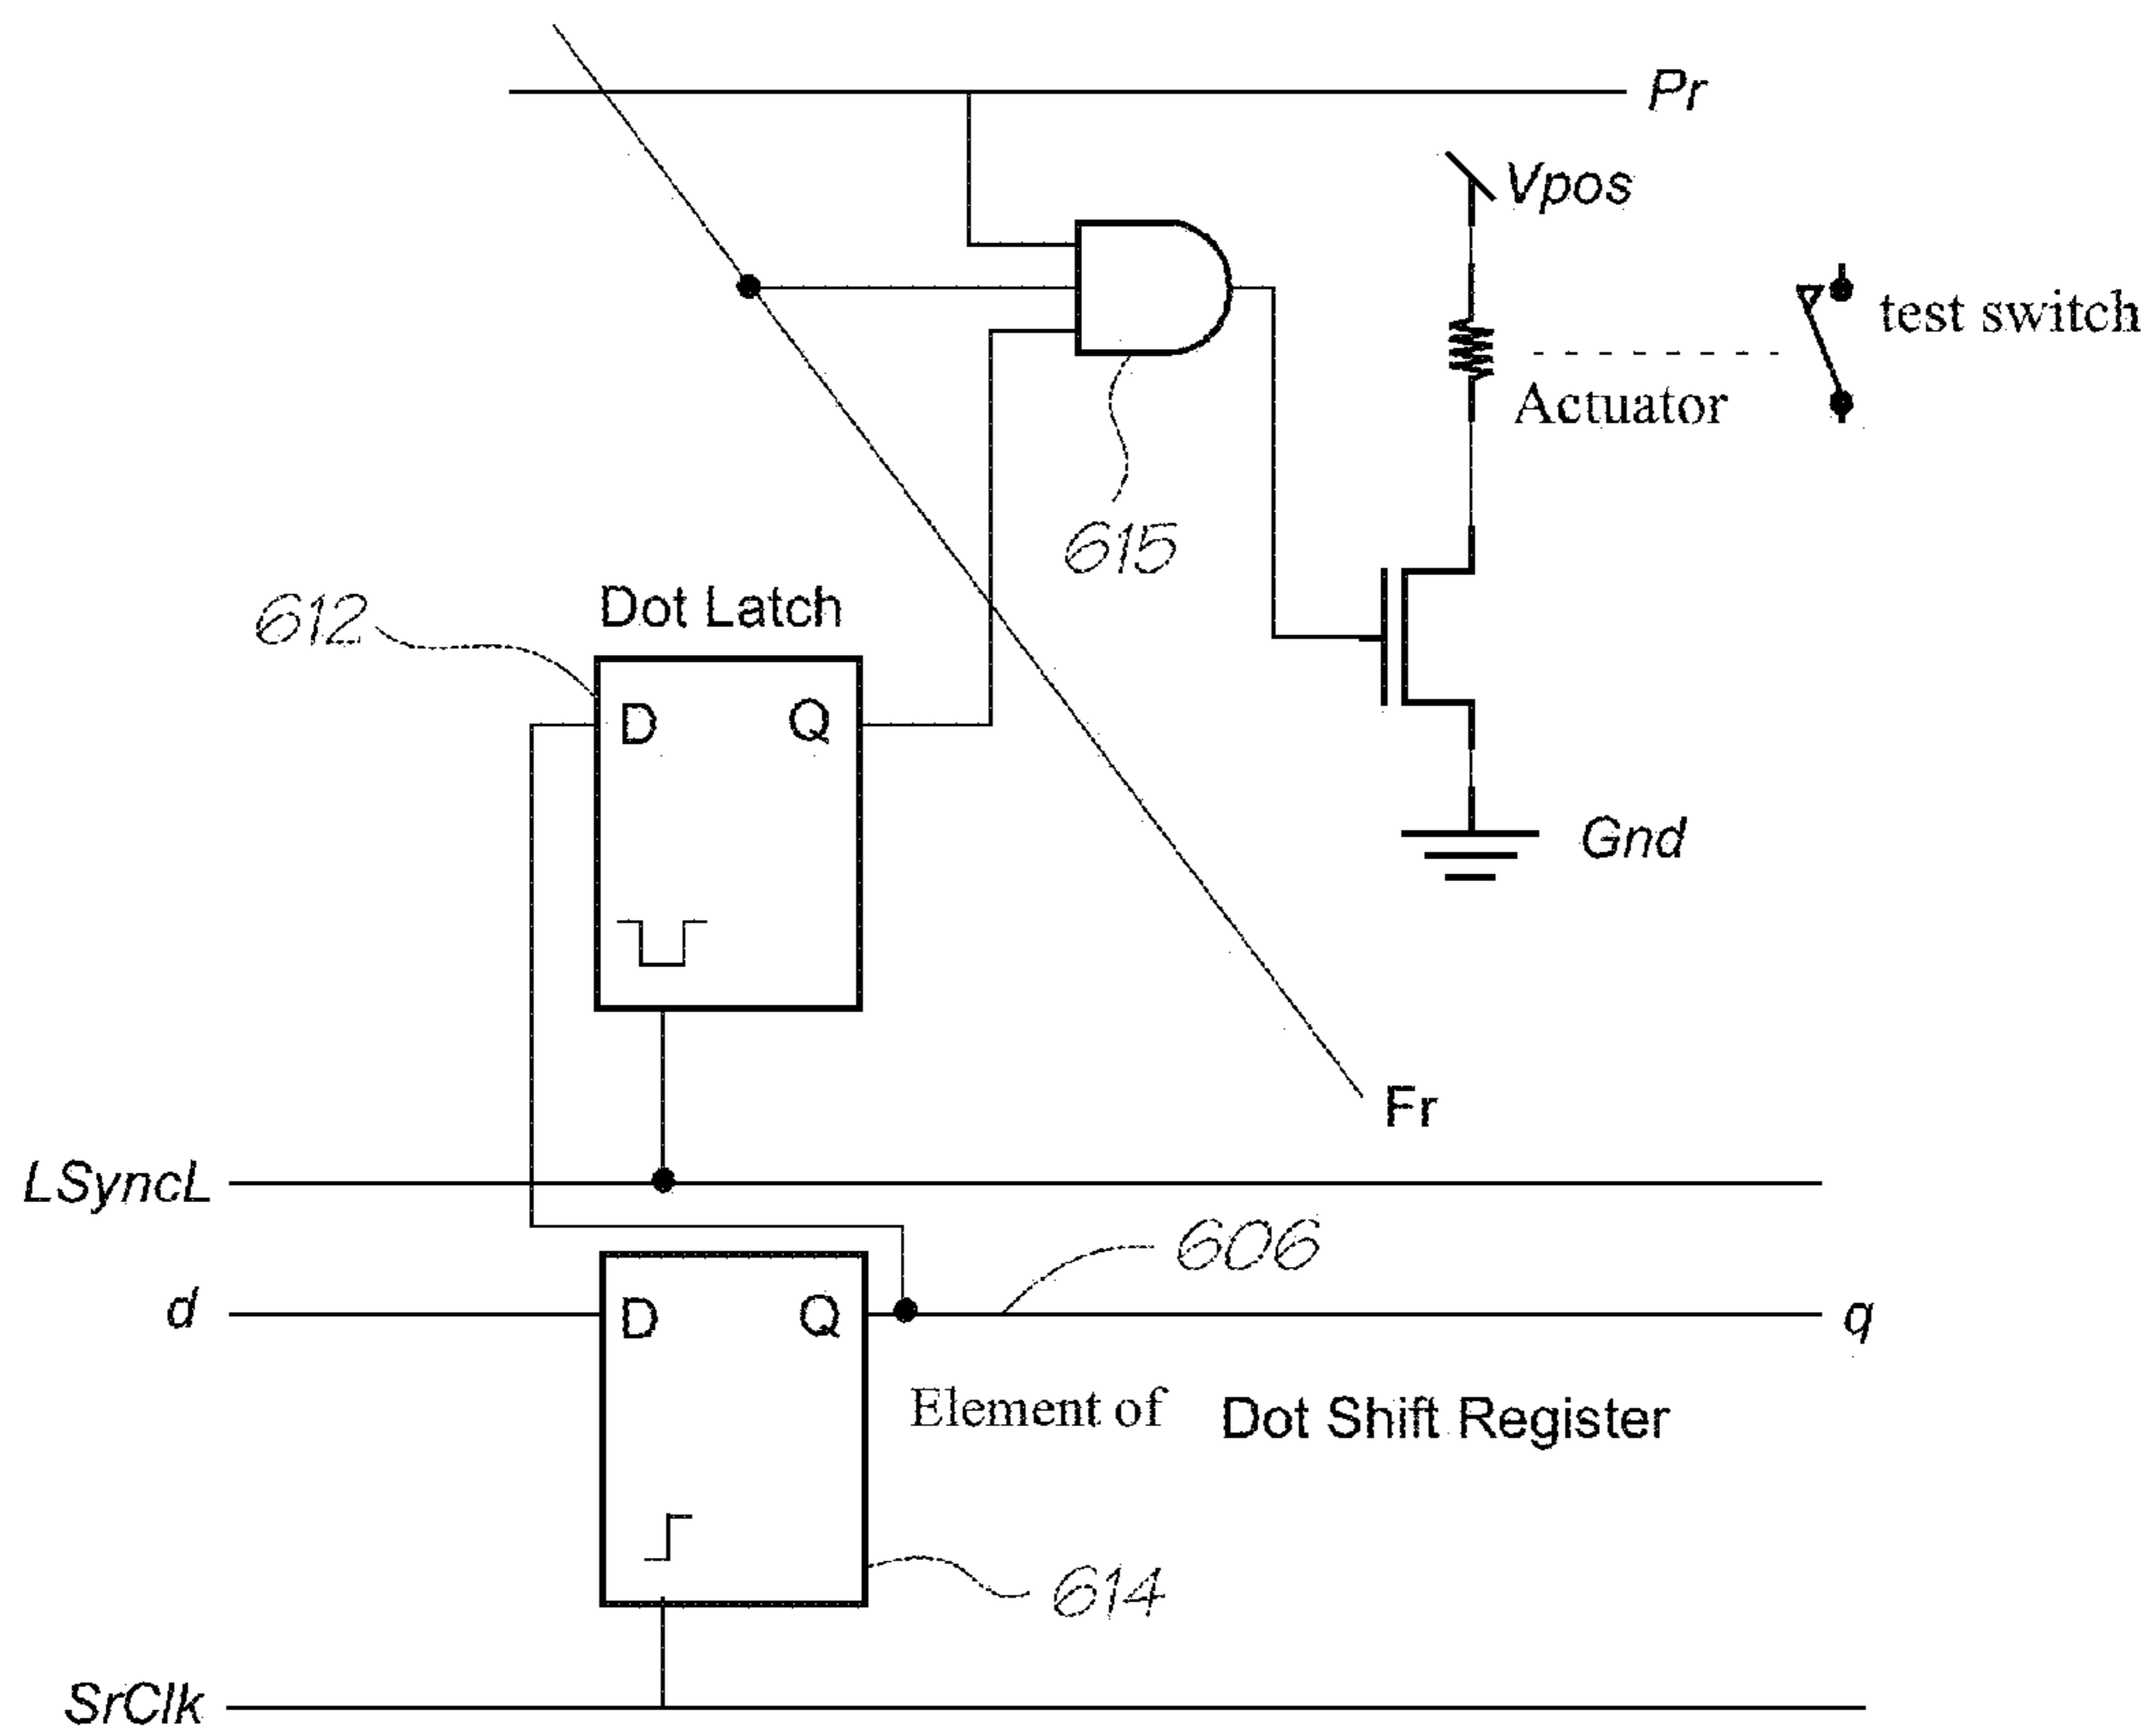 Pr
Vpos
test switch
Actuator
615
612
Dot Latch
D Q
Gnd
Fr
LSyncL
606
d
D Q
q
Element of Dot Shift Register
614
SrClk